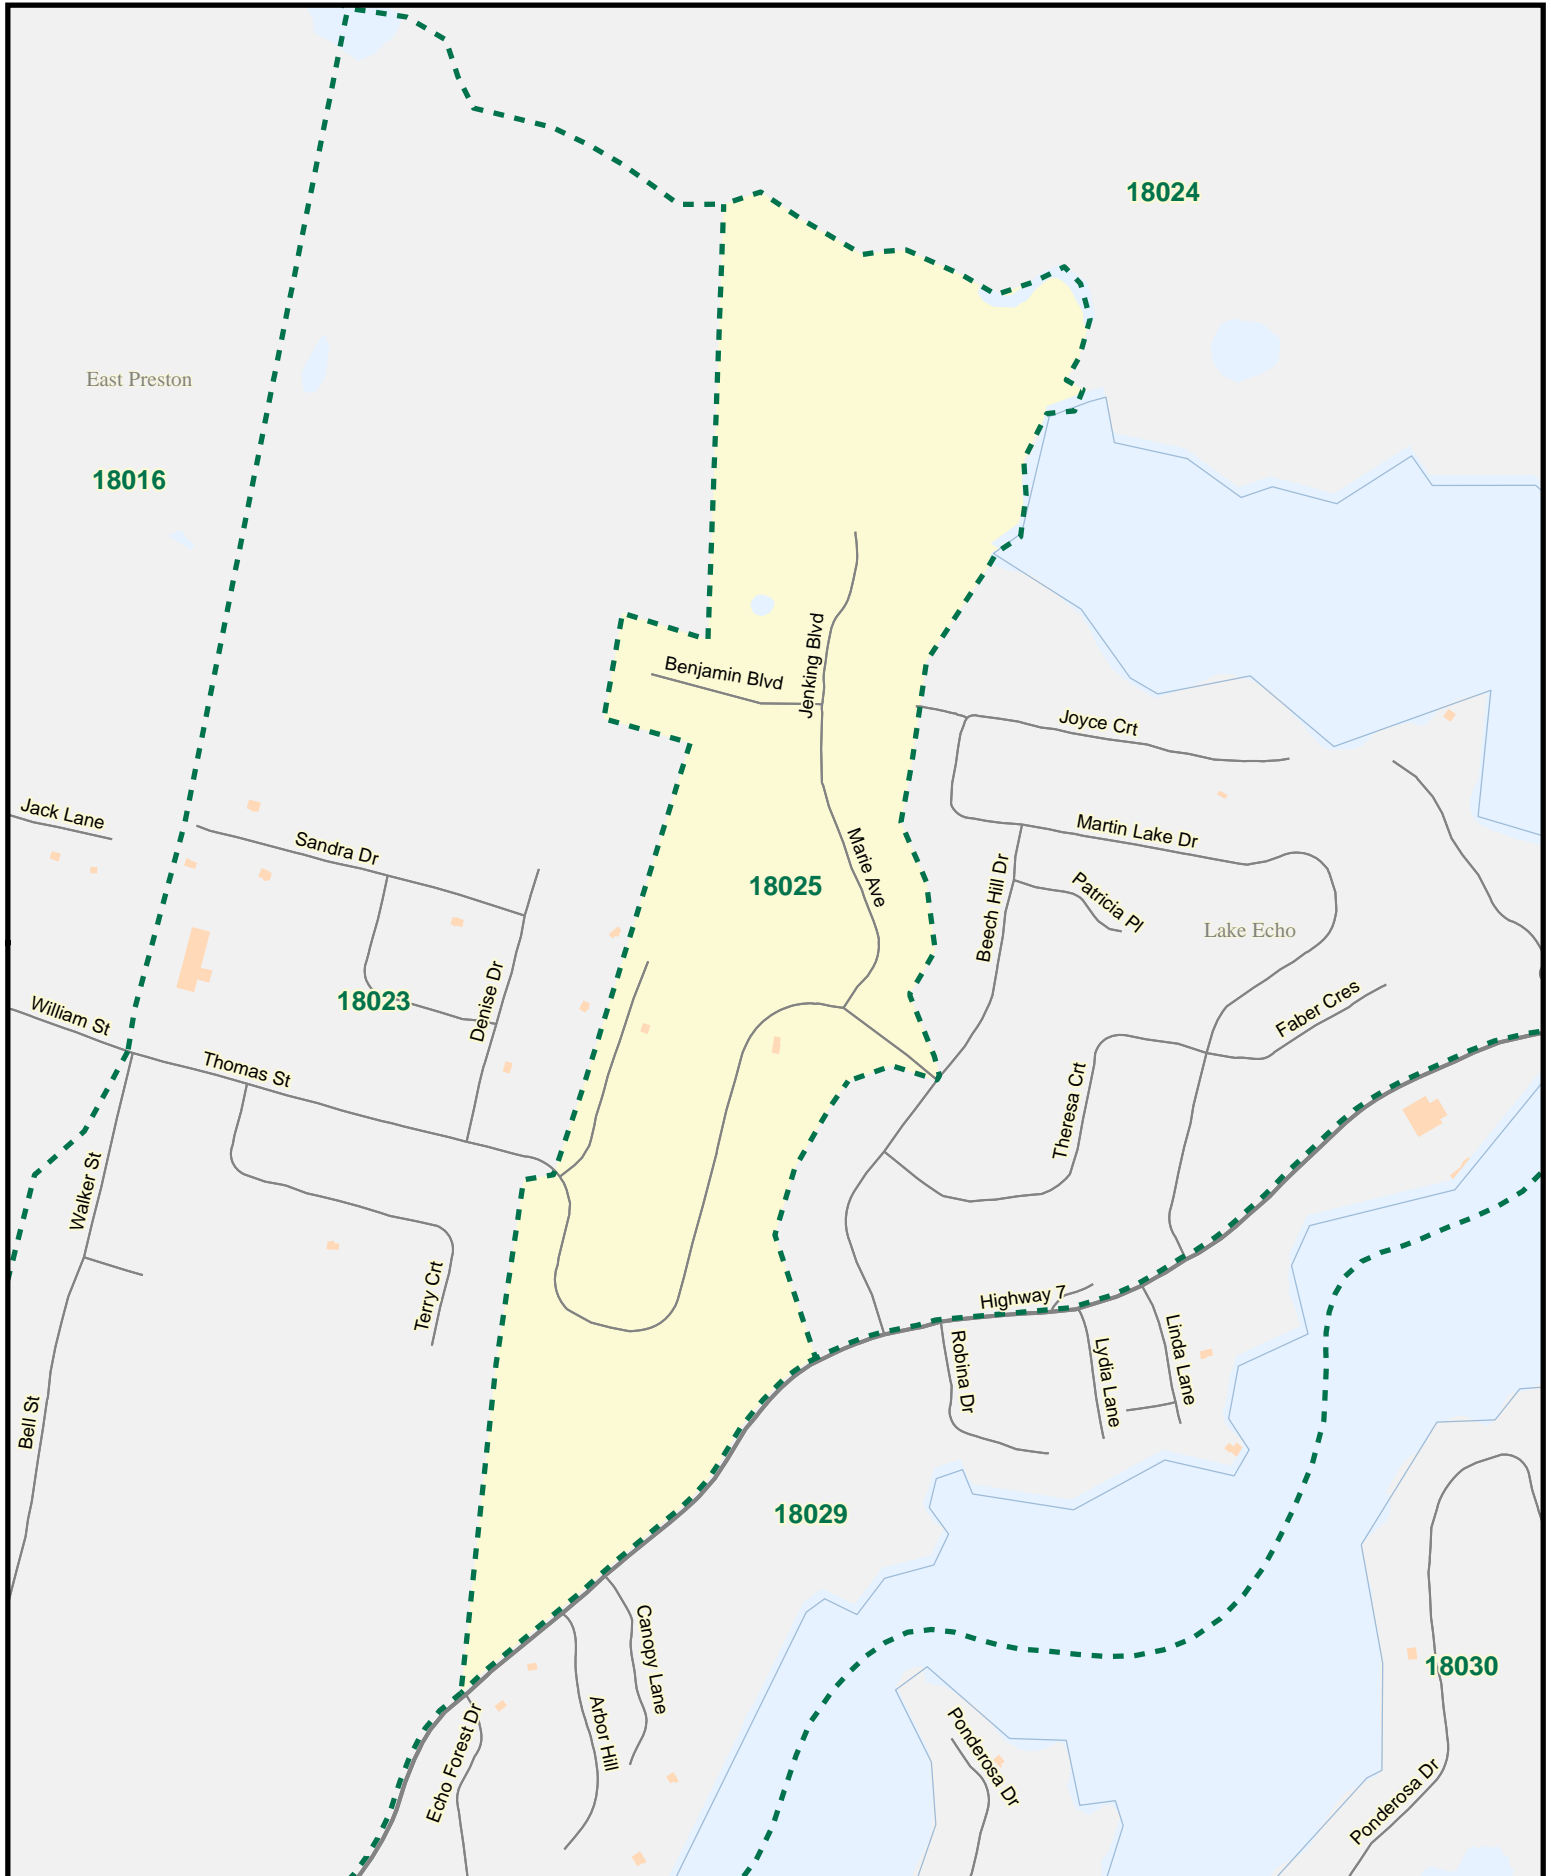 18024
East Preston
18016
Jenking Blvd
Benjamin Blvd
Joyce Crt
Jack Lane
Sandra Dr
Martin Lake Dr
Marie Ave
18025
Beech Hill Dr
Patricia Pl
Lake Echo
Denise Dr
18023
William St
Faber Cres
Thomas St
Theresa Crt
Walker St
Terry Crt
Highway 7
Robina Dr
Lydia Lane
Linda Lane
Bell St
18029
Canopy Lane
18030
Arbor Hill
Echo Forest Dr
Ponderosa Dr
Ponderosa Dr